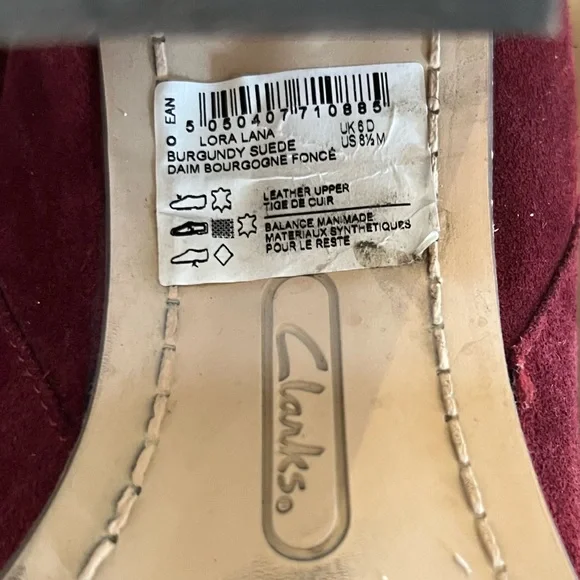 EAN
5 050407 710885
O LORA LANA UK 6 D
BURGUNDY SUEDE US 8½ M
DAIM BOURGOGNE FONCÉ
LEATHER UPPER
TIGE DE CUIR
BALANCE MANMADE
MATERIAUX SYNTHETIQUES
POUR LE RESTE
Clarks